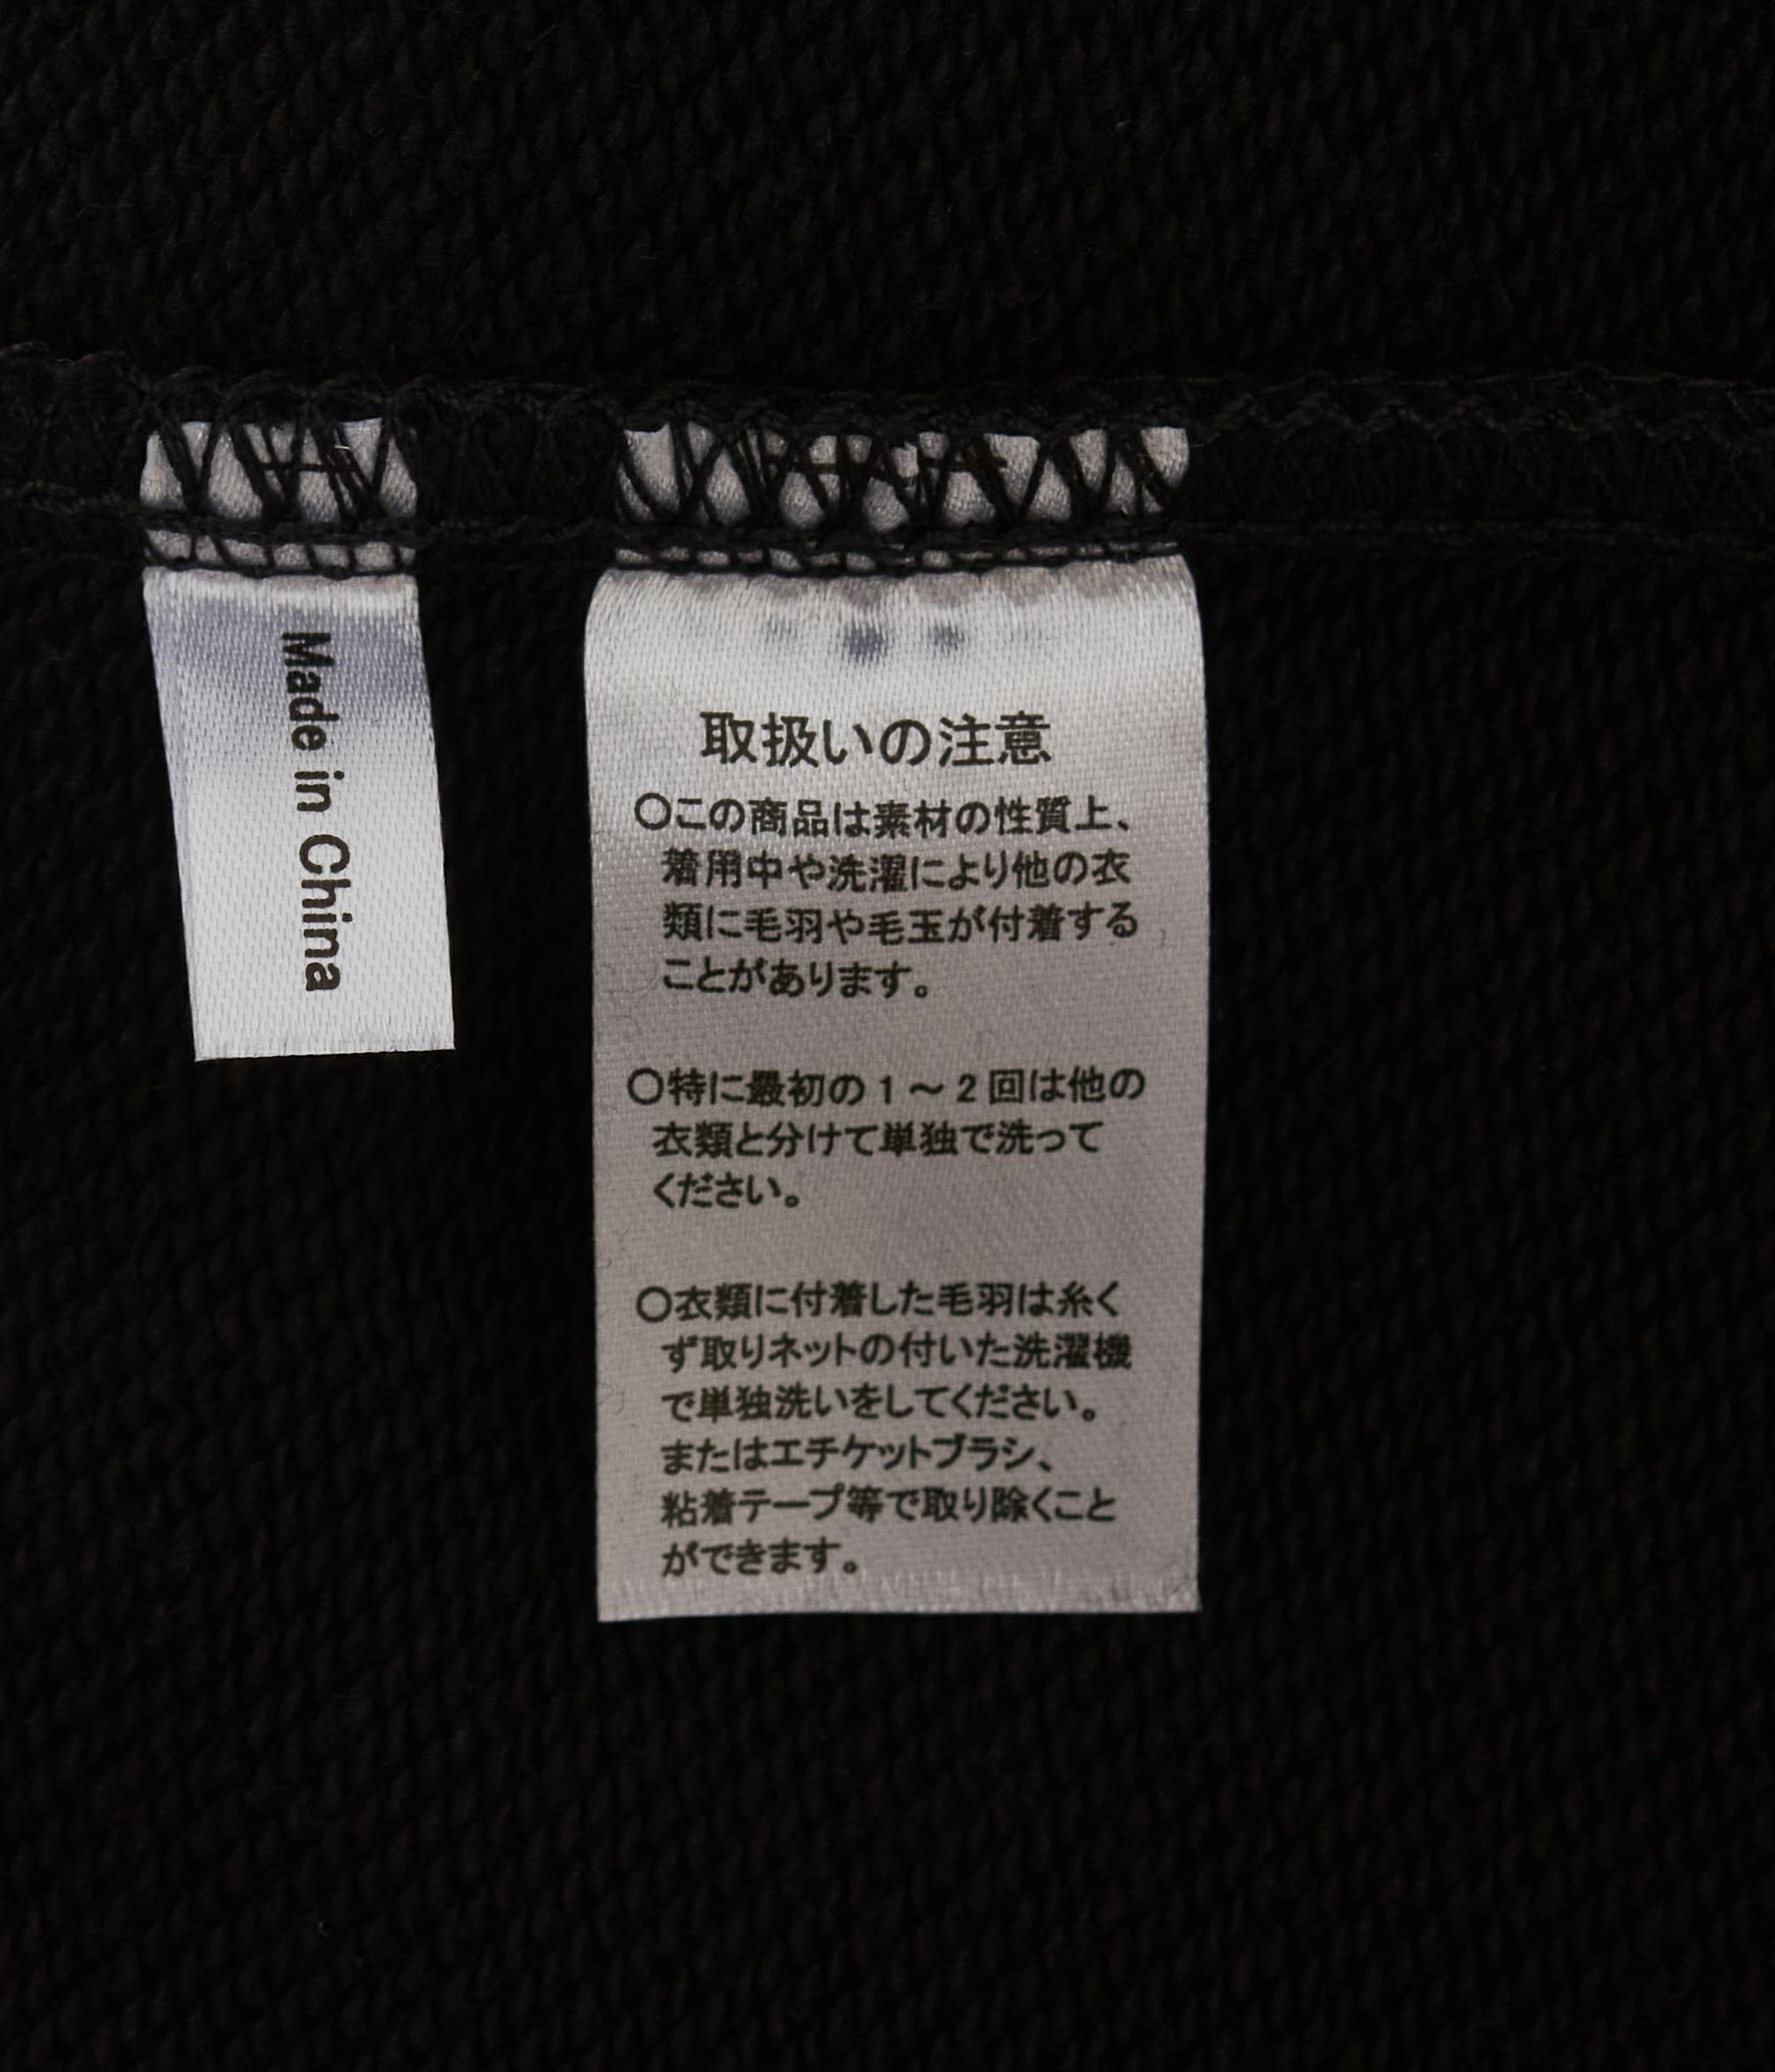 Made in China
取扱いの注意
○この商品は素材の性質上、
着用中や洗濯により他の衣
類に毛羽や毛玉が付着する
ことがあります。
○特に最初の1～2回は他の
衣類と分けて単独で洗って
ください。
○衣類に付着した毛羽は糸く
ず取りネットの付いた洗濯機
で単独洗いをしてください。
またはエチケットブラシ、
粘着テープ等で取り除くこと
ができます。